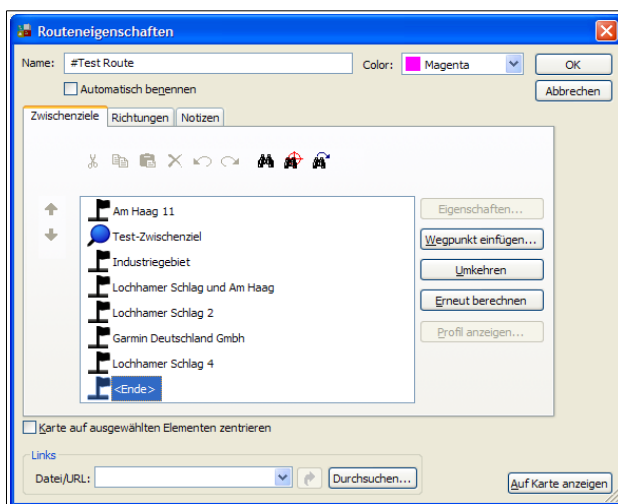 Routeneigenschaften
Name: #Test Route Color: Magenta OK
Automatisch benennen Abbrechen
Zwischenziele Richtungen Notizen
Am Haag 11 Eigenschaften...
Test-Zwischenziel Wegpunkt einfügen...
Industriegebiet Umkehren
Lochhamer Schlag und Am Haag Erneut berechnen
Lochhamer Schlag 2 Profil anzeigen...
Garmin Deutschland Gmbh
Lochhamer Schlag 4
<Ende>
Karte auf ausgewählten Elementen zentrieren
Links
Datei/URL: Durchsuchen... Auf Karte anzeigen